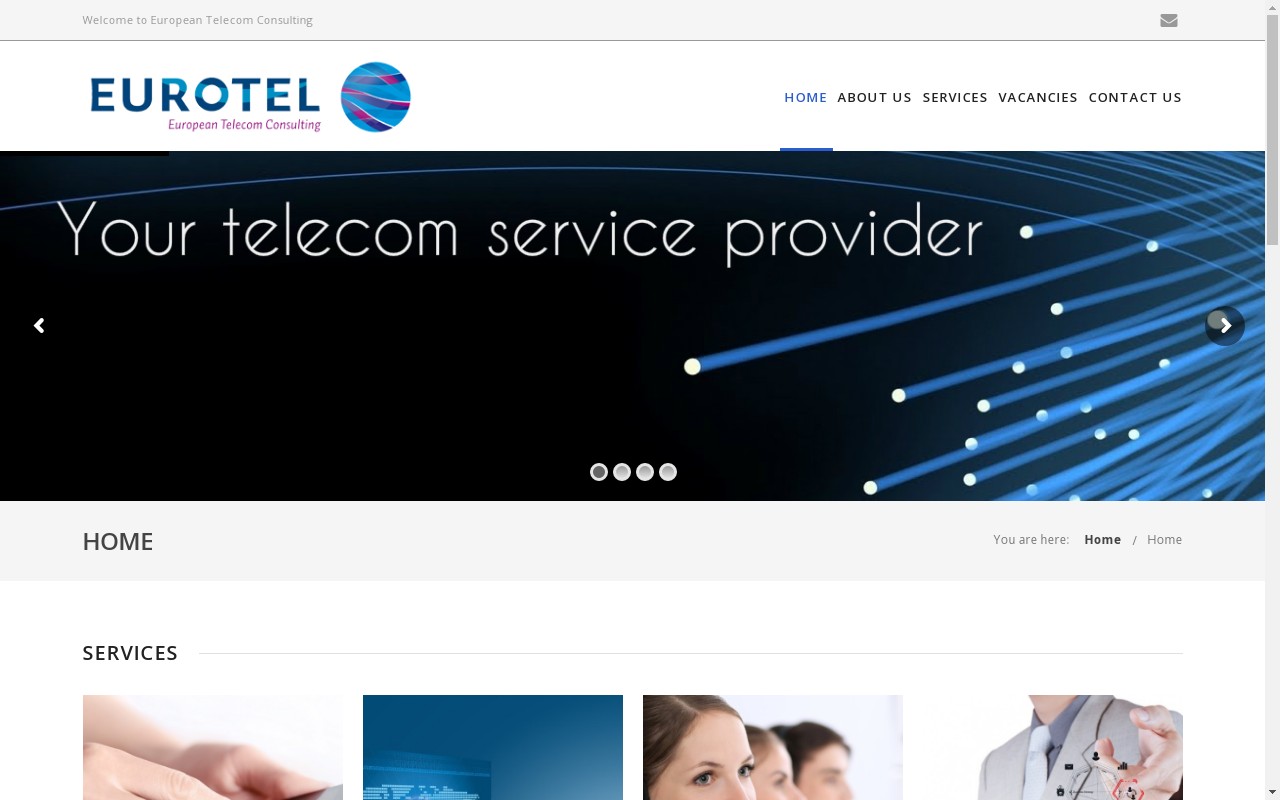 Welcome to European Telecom Consulting
EUROTEL
European Telecom Consulting
HOME ABOUT US SERVICES VACANCIES CONTACT US
Your telecom service provider
HOME
You are here: Home / Home
SERVICES